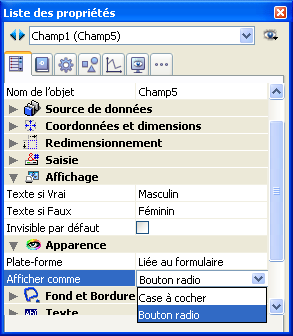 Liste des propriétés
Champ1 (Champ5)
Nom de l'objet Champ5
Source de données
Coordonnées et dimensions
Redimensionnement
Saisie
Affichage
Texte si Vrai Masculin
Texte si Faux Féminin
Invisible par défaut
Apparence
Plate-forme Liée au formulaire
Afficher comme Bouton radio
Case à cocher
Fond et Bordure
Bouton radio
Texte